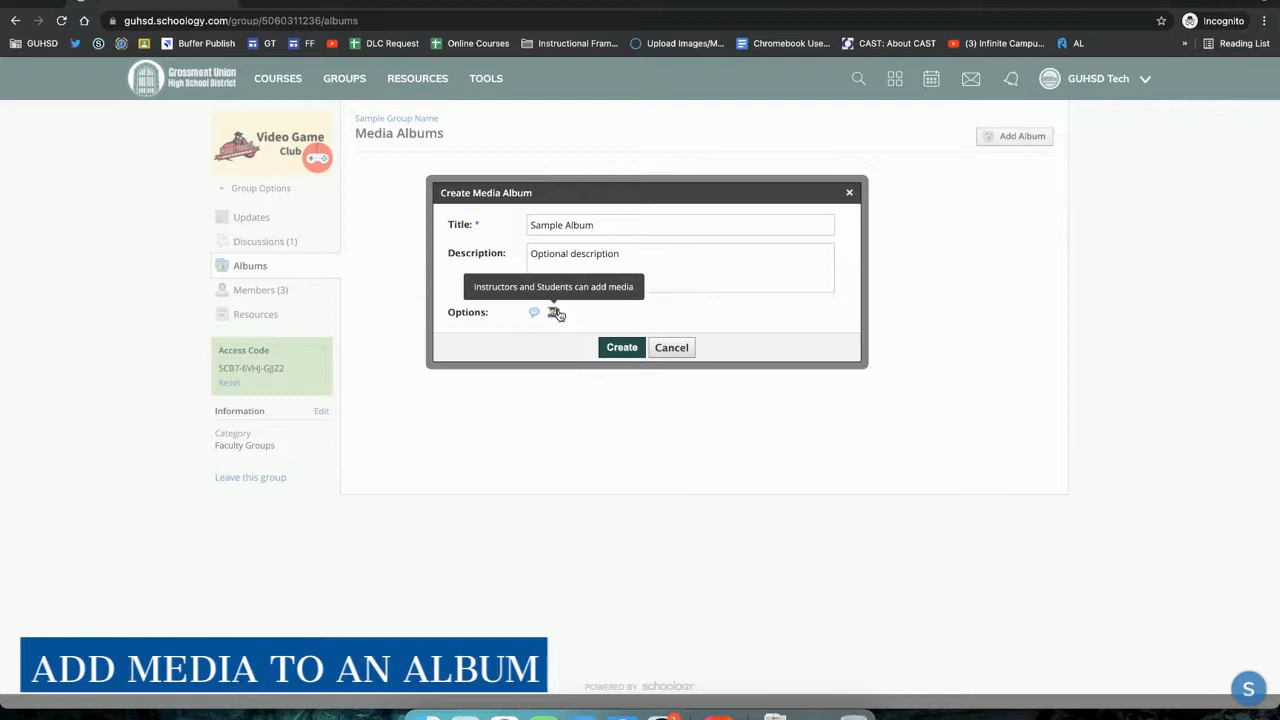 guhsd.schoology.com/group/5060311236/albums
Incognito
GUHSD
Buffer Publish
GT
FF
DLC Request
Online Courses
Instructional Fram...
Upload Images/M...
Chromebook Use...
CAST: About CAST
(3) Infinite Campu...
AL
»
Reading List
Grossmont Union
High School District
COURSES
GROUPS
RESOURCES
TOOLS
GUHSD Tech
Video Game
Club
Group Options
Updates
Discussions (1)
Albums
Members (3)
Resources
Access Code
5CB7-6VHJ-GJJZ2
Reset
Information
Edit
Category
Faculty Groups
Leave this group
Sample Group Name
Media Albums
Add Album
Create Media Album
Title: *
Sample Album
Description:
Optional description
Instructors and Students can add media
Options:
Create
Cancel
ADD MEDIA TO AN ALBUM
POWERED BY schoology
S